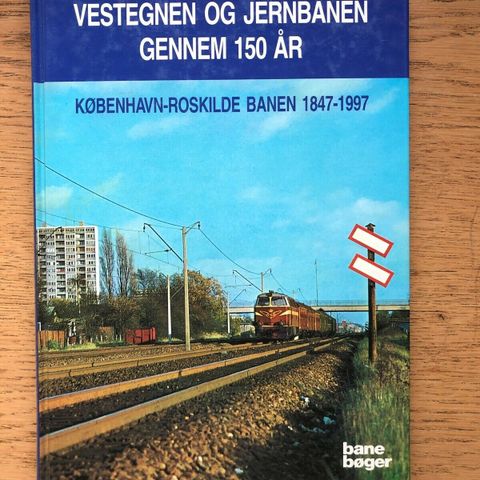 VESTEGNEN OG JERNBANEN
GENNEM 150 ÅR
KØBENHAVN-ROSKILDE BANEN 1847-1997
bane
bøger